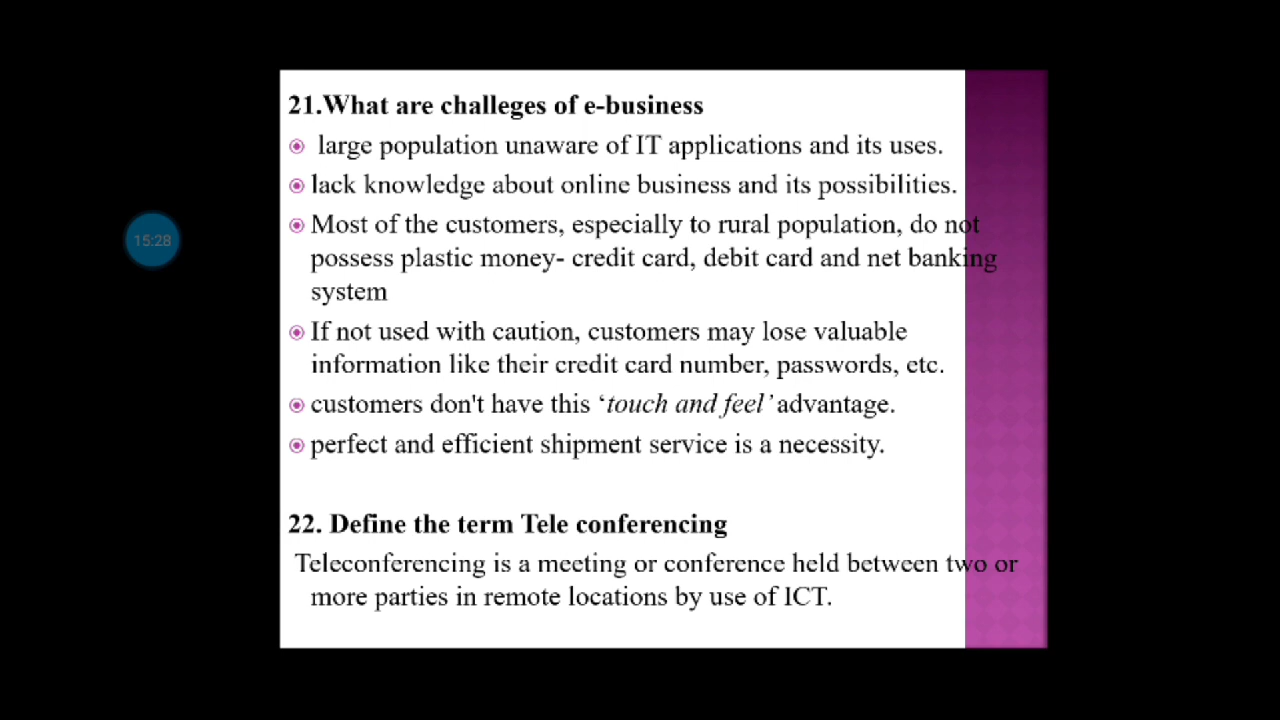 21.What are challeges of e-business
large population unaware of IT applications and its uses.
lack knowledge about online business and its possibilities.
Most of the customers, especially to rural population, do not
possess plastic money- credit card, debit card and net banking
system
If not used with caution, customers may lose valuable
information like their credit card number, passwords, etc.
customers don't have this ‘touch and feel’ advantage.
perfect and efficient shipment service is a necessity.
15:28
22. Define the term Tele conferencing
Teleconferencing is a meeting or conference held between two or
more parties in remote locations by use of ICT.